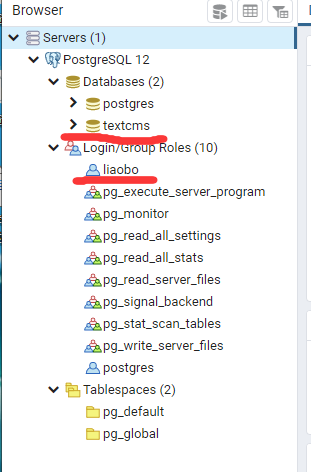 Browser
Servers (1)
PostgreSQL 12
Databases (2)
postgres
textcms
Login/Group Roles (10)
liaobo
pg_execute_server_program
pg_monitor
pg_read_all_settings
pg_read_all_stats
pg_read_server_files
pg_signal_backend
pg_stat_scan_tables
pg_write_server_files
postgres
Tablespaces (2)
pg_default
pg_global